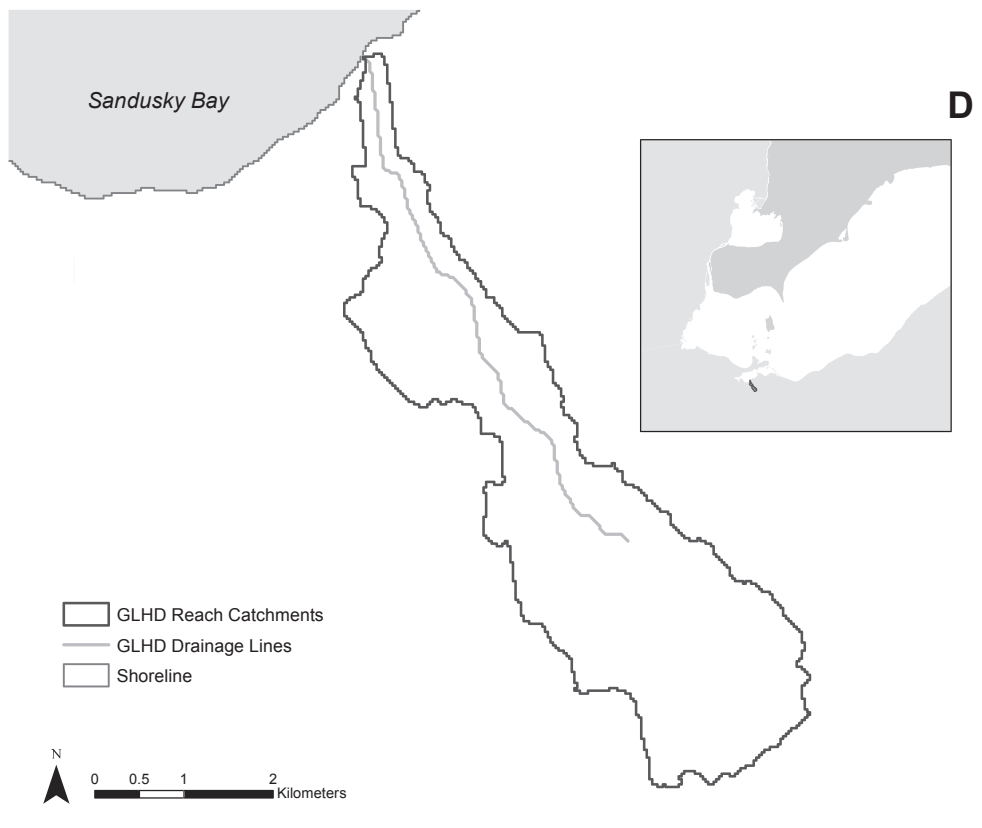 Sandusky Bay
D
GLHD Reach Catchments
GLHD Drainage Lines
Shoreline
N
0 0.5 1 2
Kilometers